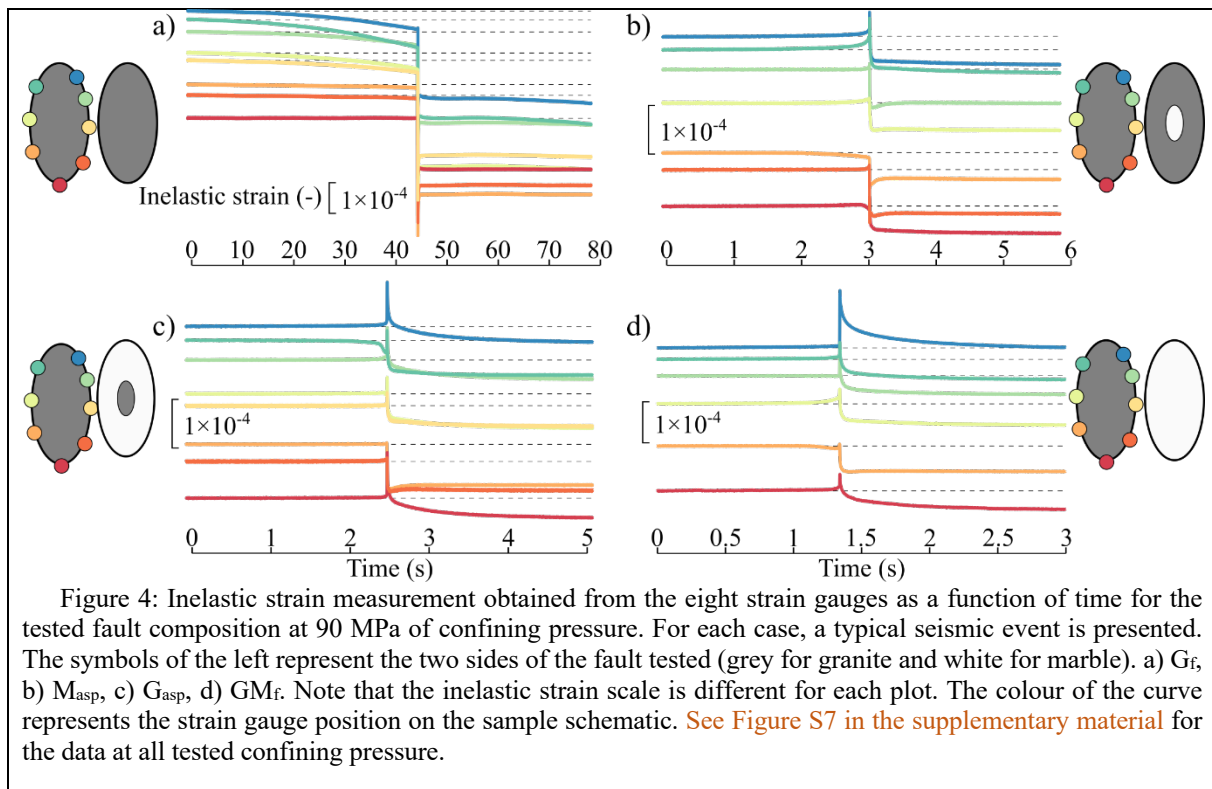 a)
Inelastic strain (-) [ 1×10⁻⁴
0 10 20 30 40 50 60 70 80
b)
1×10⁻⁴
0 1 2 3 4 5 6
c)
1×10⁻⁴
0 1 2 3 4 5
Time (s)
d)
1×10⁻⁴
0 0.5 1 1.5 2 2.5 3
Time (s)
Figure 4: Inelastic strain measurement obtained from the eight strain gauges as a function of time for the
tested fault composition at 90 MPa of confining pressure. For each case, a typical seismic event is presented.
The symbols of the left represent the two sides of the fault tested (grey for granite and white for marble). a) Gf,
b) Masp, c) Gasp, d) GMf. Note that the inelastic strain scale is different for each plot. The colour of the curve
represents the strain gauge position on the sample schematic. See Figure S7 in the supplementary material for
the data at all tested confining pressure.